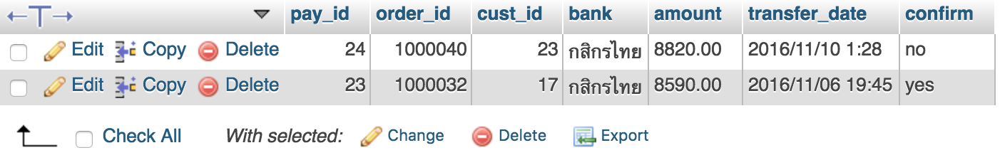 pay_id order_id cust_id bank amount transfer_date confirm
Edit Copy Delete 24 1000040 23 กสิกรไทย 8820.00 2016/11/10 1:28 no
Edit Copy Delete 23 1000032 17 กสิกรไทย 8590.00 2016/11/06 19:45 yes
Check All With selected: Change Delete Export